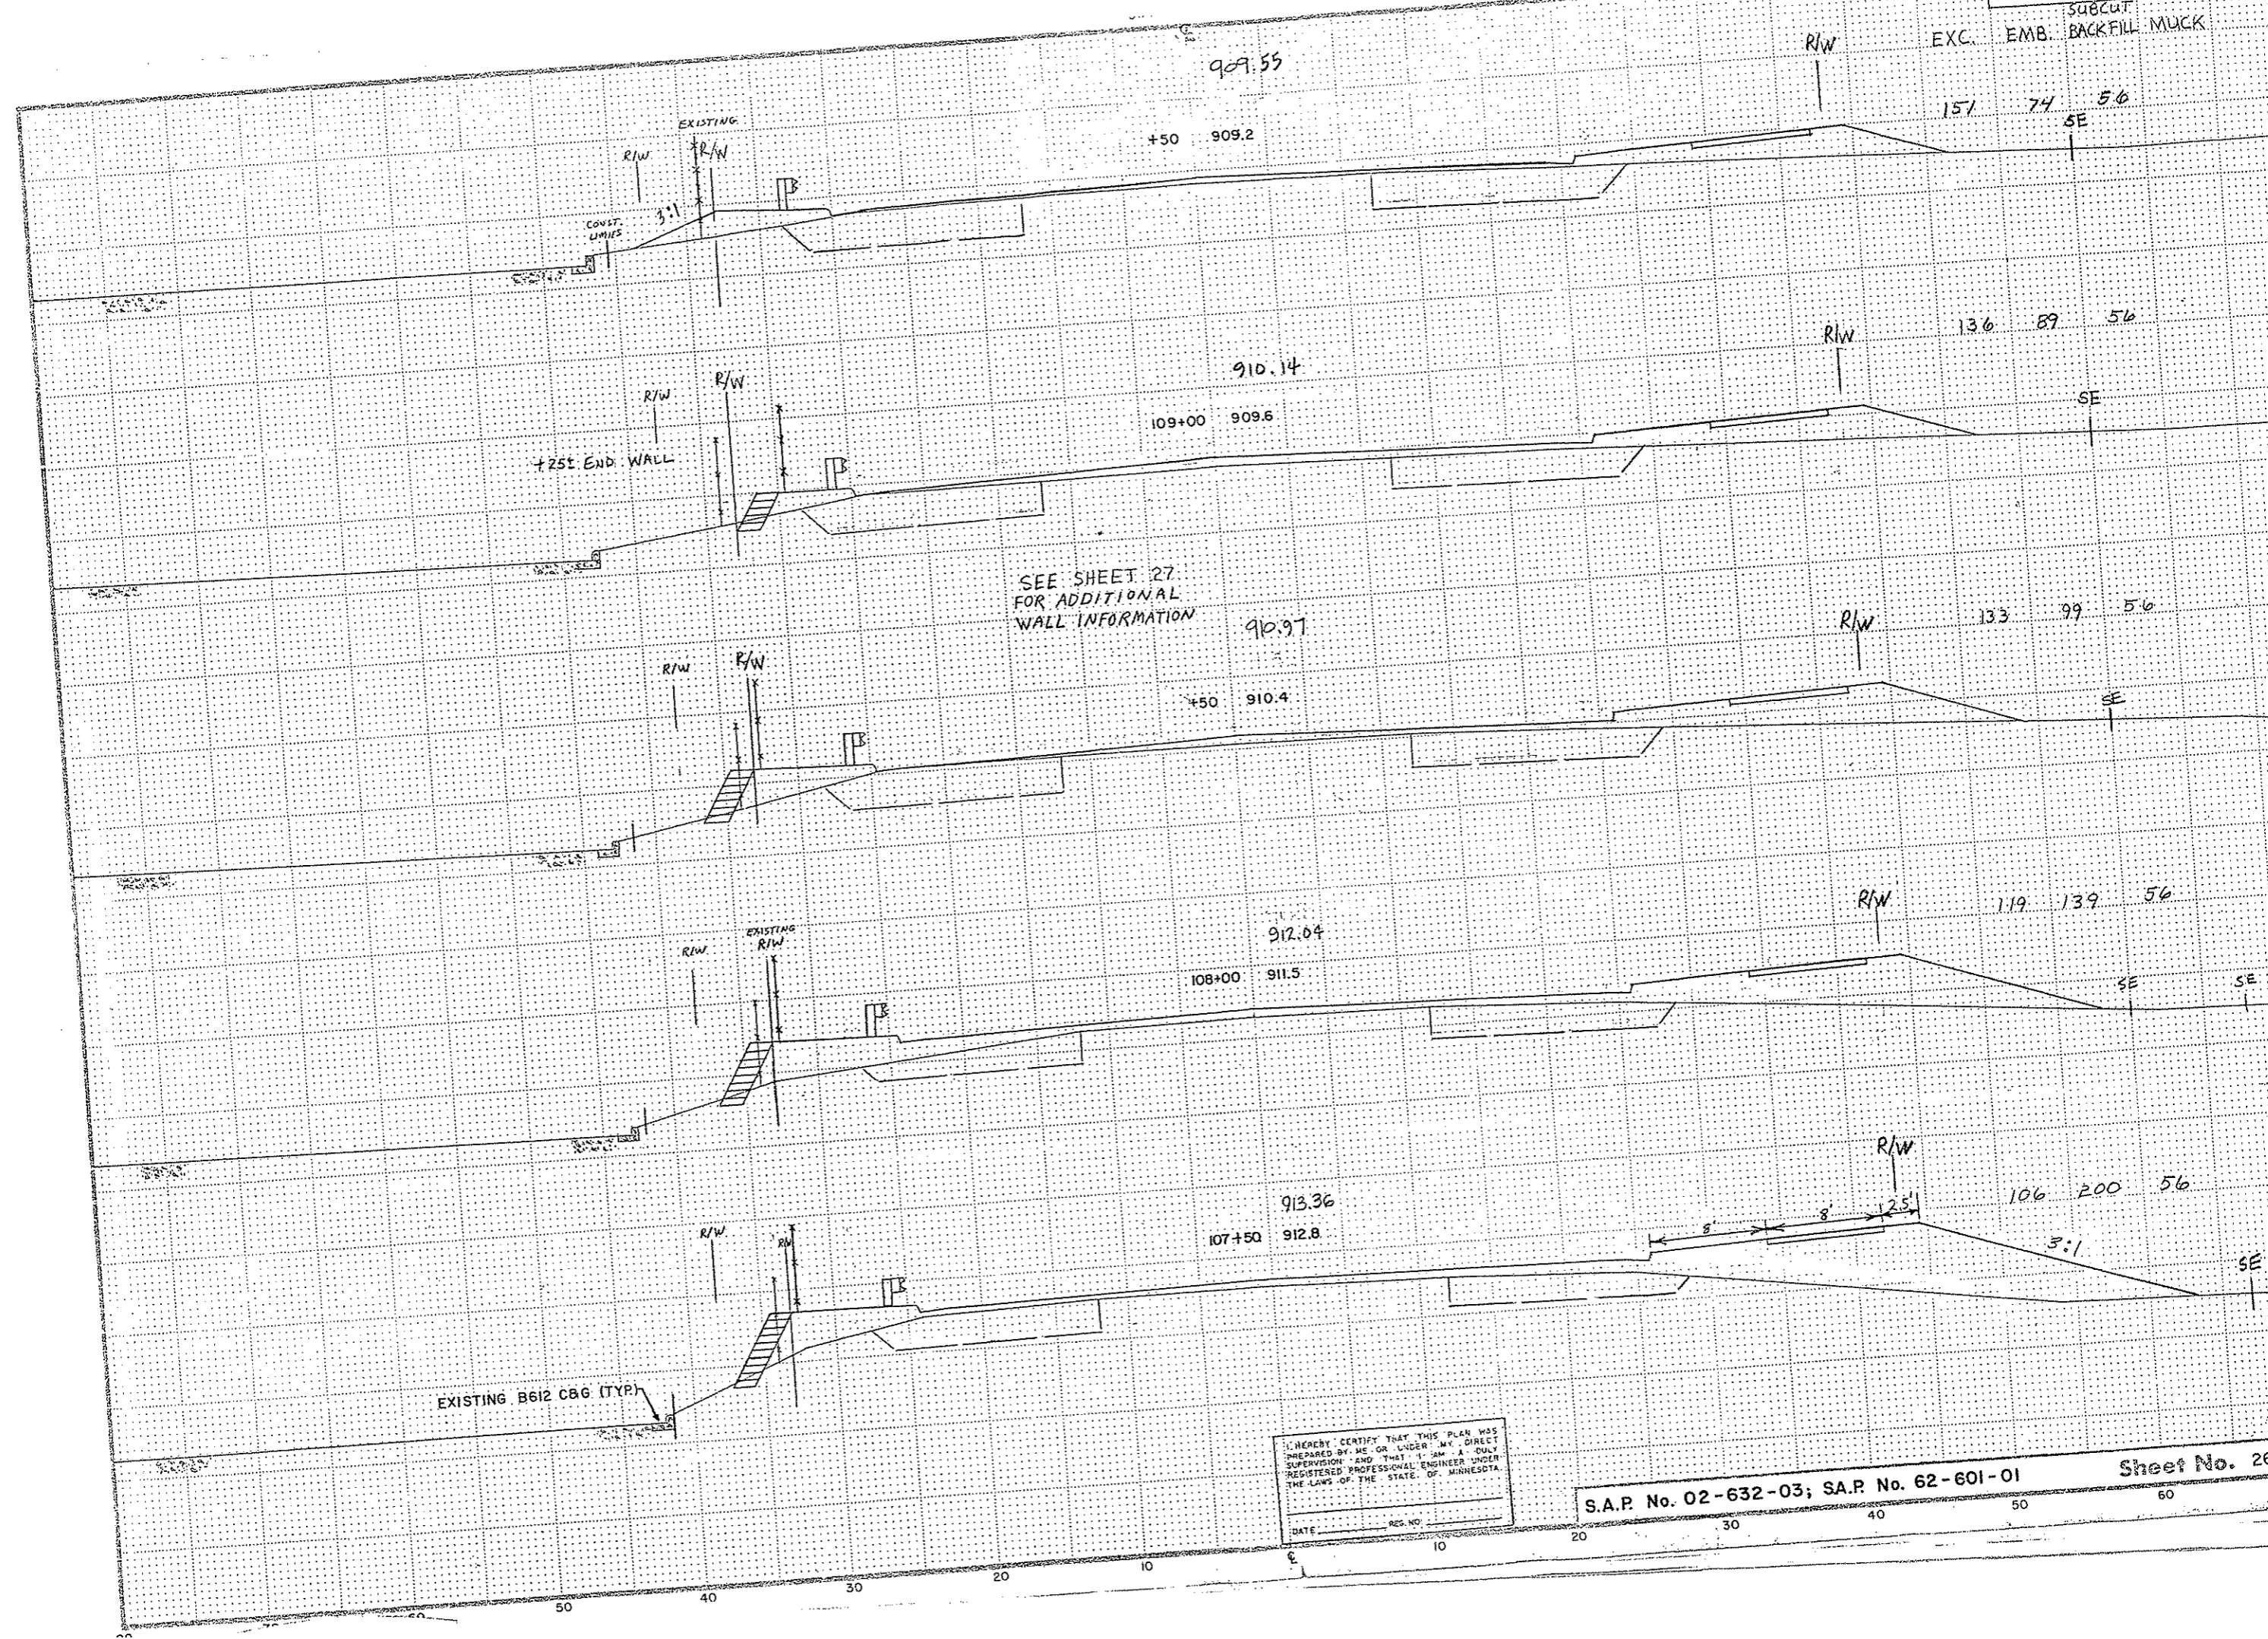 SUBCUT
EXC. EMB. BACKFILL MUCK
R/W
909.55
+50 909.2
151 74 56
SE
EXISTING
R/W R/W
3:1
CONST.
LIMITS
R/W
136 89 56
SE
910.14
109+00 909.6
R/W
R/W
+25± END WALL
SEE SHEET 27
FOR ADDITIONAL
WALL INFORMATION
R/W
133 99 56
SE
910.97
+50 910.4
R/W
R/W
R/W
119 139 56
SE SE
912.04
108+00 911.5
EXISTING
R/W R/W
R/W
106 200 56
8' 8' 2.5'
3:1
SE
913.36
107+50 912.8
R/W
R/W
EXISTING B612 C&G (TYP.)
I HEREBY CERTIFY THAT THIS PLAN WAS
PREPARED BY ME OR UNDER MY DIRECT
SUPERVISION AND THAT I AM A DULY
REGISTERED PROFESSIONAL ENGINEER UNDER
THE LAWS OF THE STATE OF MINNESOTA
DATE REG. NO.
S.A.P. No. 02-632-03; S.A.P. No. 62-601-01
Sheet No. 26
50 40 30 20 10 ℄ 10 20 30 40 50 60